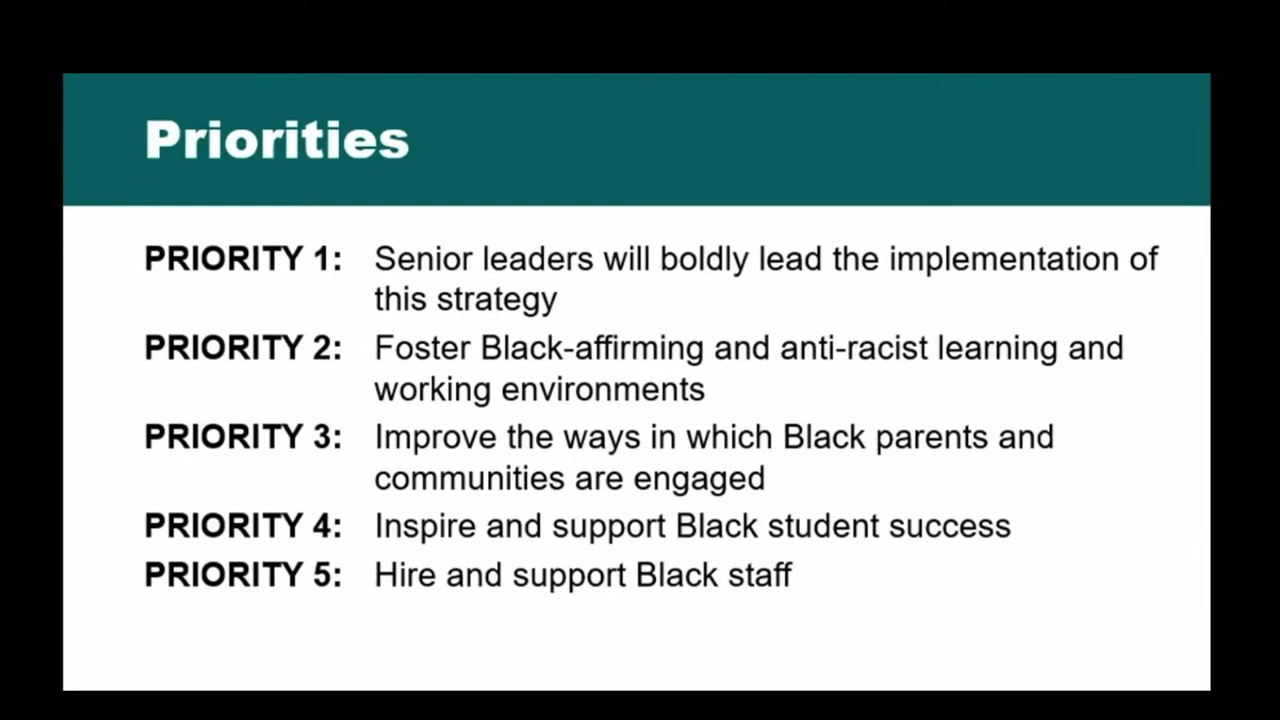 Priorities
PRIORITY 1: Senior leaders will boldly lead the implementation of
this strategy
PRIORITY 2: Foster Black-affirming and anti-racist learning and
working environments
PRIORITY 3: Improve the ways in which Black parents and
communities are engaged
PRIORITY 4: Inspire and support Black student success
PRIORITY 5: Hire and support Black staff